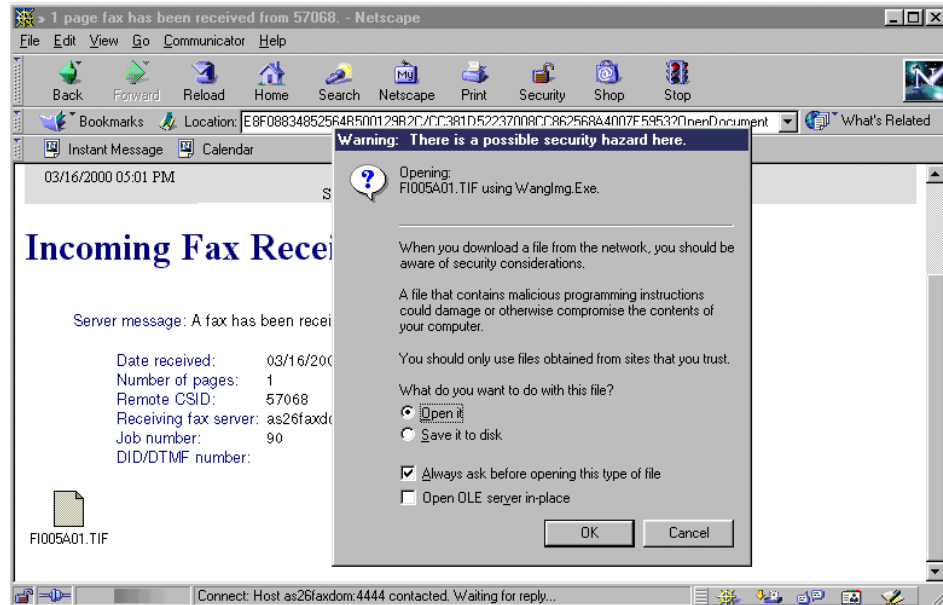 > 1 page fax has been received from 57068. - Netscape
File Edit View Go Communicator Help
Back Forward Reload Home Search Netscape Print Security Shop Stop
My
N
Bookmarks Location: What's Related
Instant Message Calendar
03/16/2000 05:01 PM
S
Incoming Fax Recei
Server message: A fax has been recei
Date received: 03/16/200
Number of pages: 1
Remote CSID: 57068
Receiving fax server: as26faxdo
Job number: 90
DID/DTMF number:
FI005A01.TIF
Warning: There is a possible security hazard here.
Opening:
FI005A01.TIF using WangImg.Exe.
When you download a file from the network, you should be
aware of security considerations.
A file that contains malicious programming instructions
could damage or otherwise compromise the contents of
your computer.
You should only use files obtained from sites that you trust.
What do you want to do with this file?
Open it
Save it to disk
Always ask before opening this type of file
Open OLE server in-place
OK Cancel
Connect: Host as26faxdom:4444 contacted. Waiting for reply...